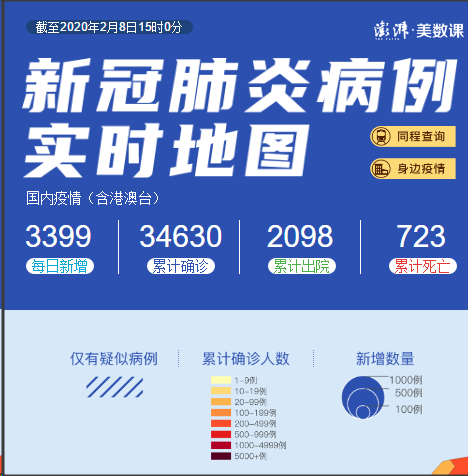 截至2020年2月8日15时0分
澎湃·美数课
新冠肺炎病例
实时地图
同程查询
身边疫情
国内疫情（含港澳台）
3399 34630 2098 723
每日新增 累计确诊 累计出院 累计死亡
仅有疑似病例 累计确诊人数 新增数量
1-9例
10-19例
20-99例
100-199例
200-499例
500-999例
1000-4999例
5000+例
1000例
500例
100例